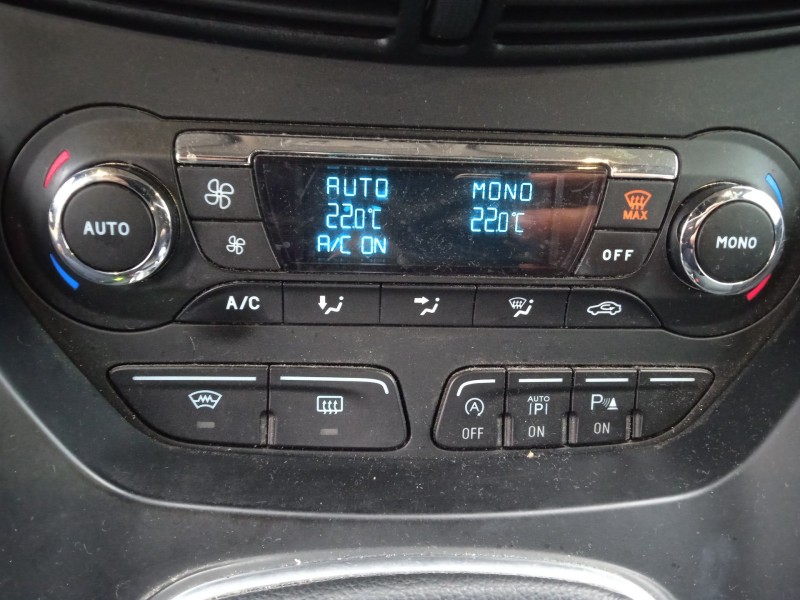 AUTO
AUTO
22.0°C
A/C ON
MONO
22.0°C
MAX
OFF
MONO
A/C
A
OFF
AUTO
P
ON
P
ON